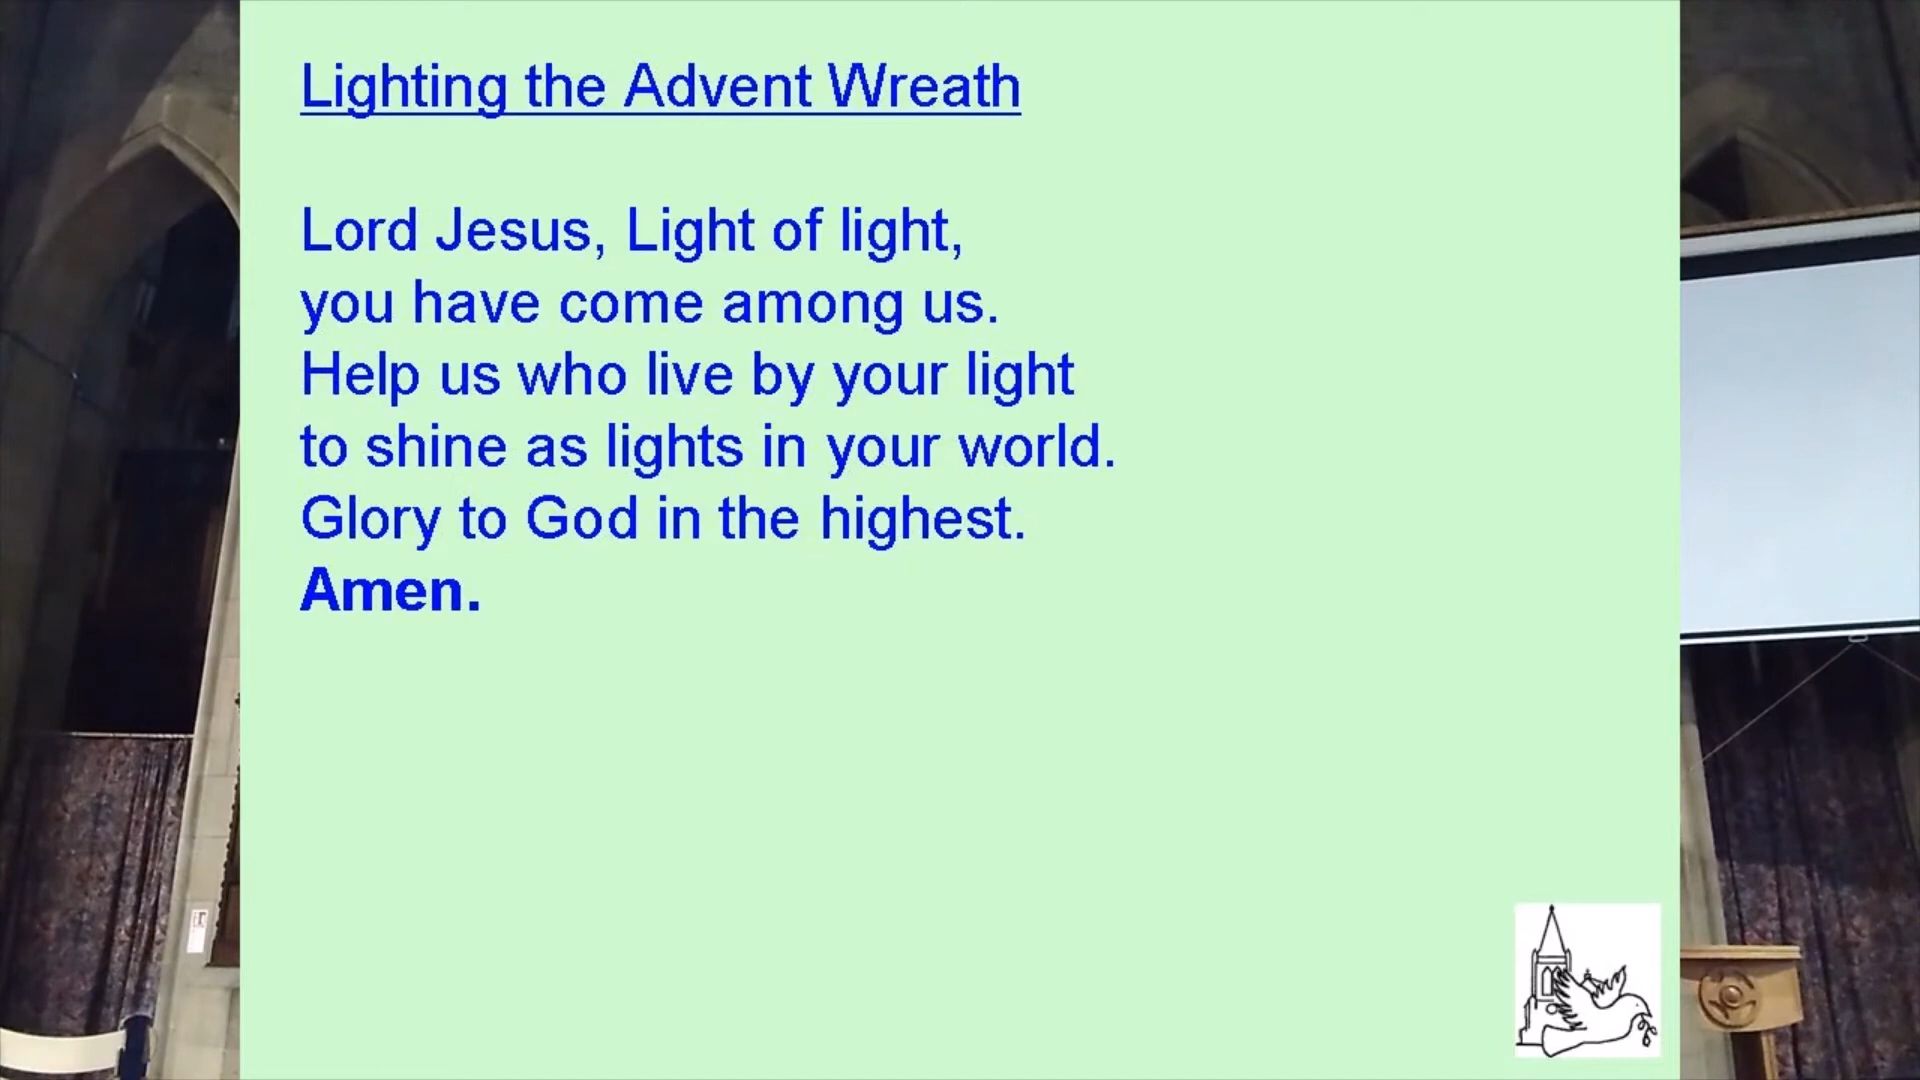 Lighting the Advent Wreath
Lord Jesus, Light of light,
you have come among us.
Help us who live by your light
to shine as lights in your world.
Glory to God in the highest.
Amen.